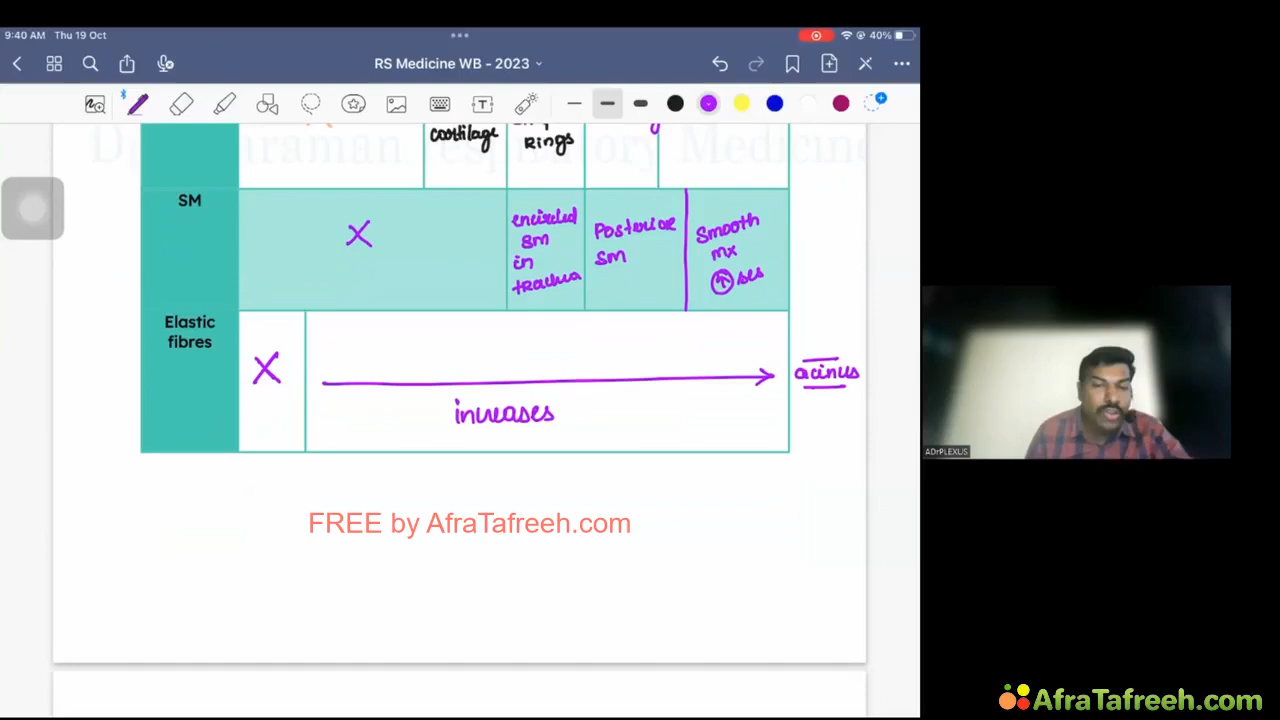 9:40 AM Thu 19 Oct
40%
RS Medicine WB - 2023
cartilage
RINGS
SM
X
encircled
SM
in
trachea
Posterior
SM
Smooth
mx
↑ ses
Elastic
fibres
X
increases
acinus
FREE by AfraTafreeh.com
ADrPLEXUS
AfraTafreeh.com